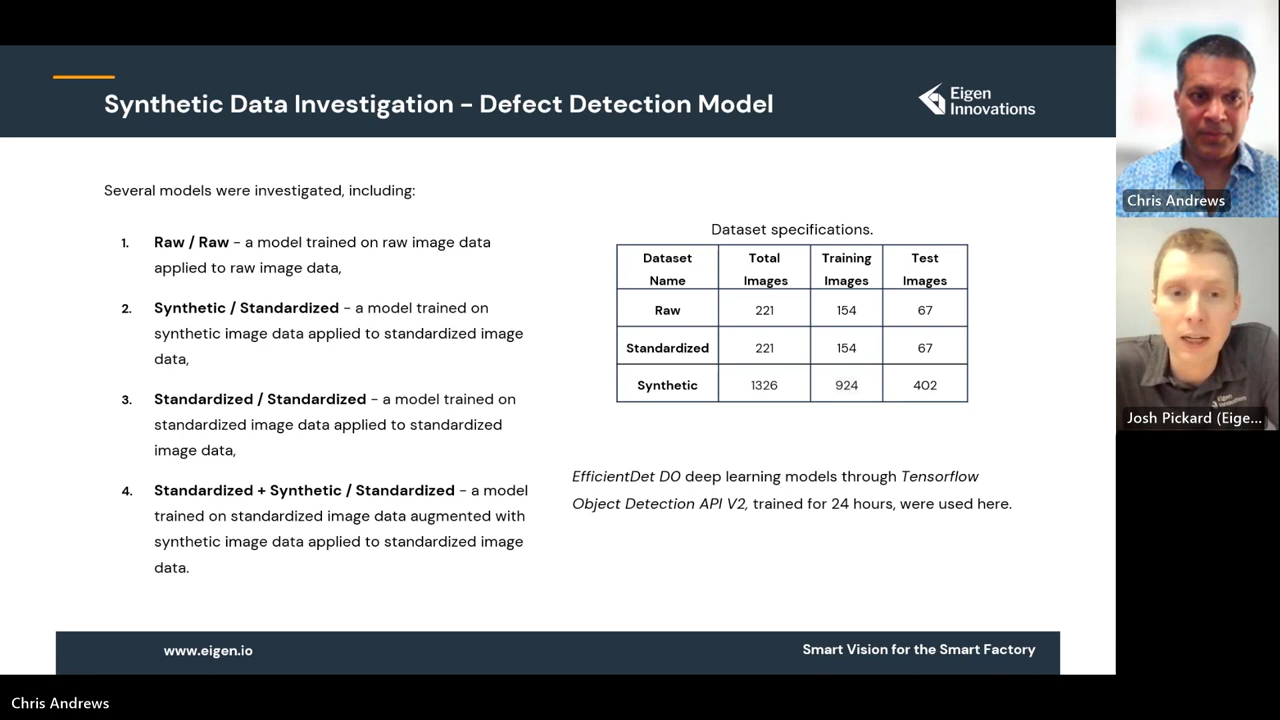 Synthetic Data Investigation - Defect Detection Model
Eigen
Innovations
Several models were investigated, including:
1. Raw / Raw - a model trained on raw image data
applied to raw image data,
2. Synthetic / Standardized - a model trained on
synthetic image data applied to standardized image
data,
3. Standardized / Standardized - a model trained on
standardized image data applied to standardized
image data,
4. Standardized + Synthetic / Standardized - a model
trained on standardized image data augmented with
synthetic image data applied to standardized image
data.
Dataset specifications.
Dataset Name Total Images Training Images Test Images
Raw 221 154 67
Standardized 221 154 67
Synthetic 1326 924 402
EfficientDet D0 deep learning models through Tensorflow
Object Detection API V2, trained for 24 hours, were used here.
www.eigen.io
Smart Vision for the Smart Factory
Chris Andrews
Eigen
Innovations
Josh Pickard (Eige...
Chris Andrews